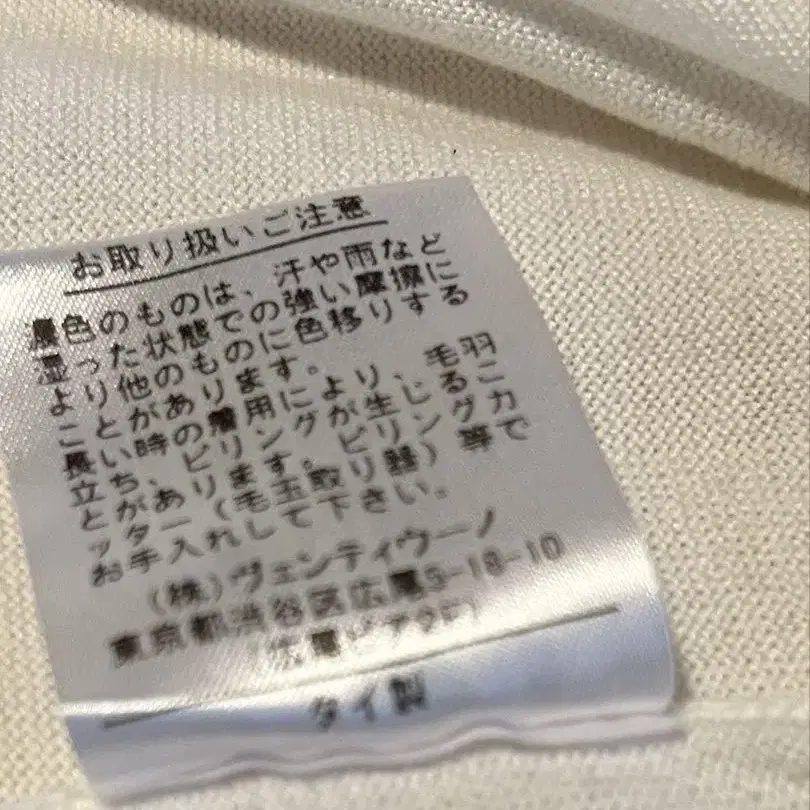 お取り扱いご注意
濃色のものは、汗や雨など
湿った状態での強い摩擦に
より他のものに色移りする
ことがあります。
長い時の着用により、毛羽
立ち、ピリングが生じるこ
とがあります。ピリングカ
ッター（毛玉取り器）等で
お手入れして下さい。
（株）ヴェンティウーノ
東京都渋谷区広尾5-18-10
広尾ピア
タイ製